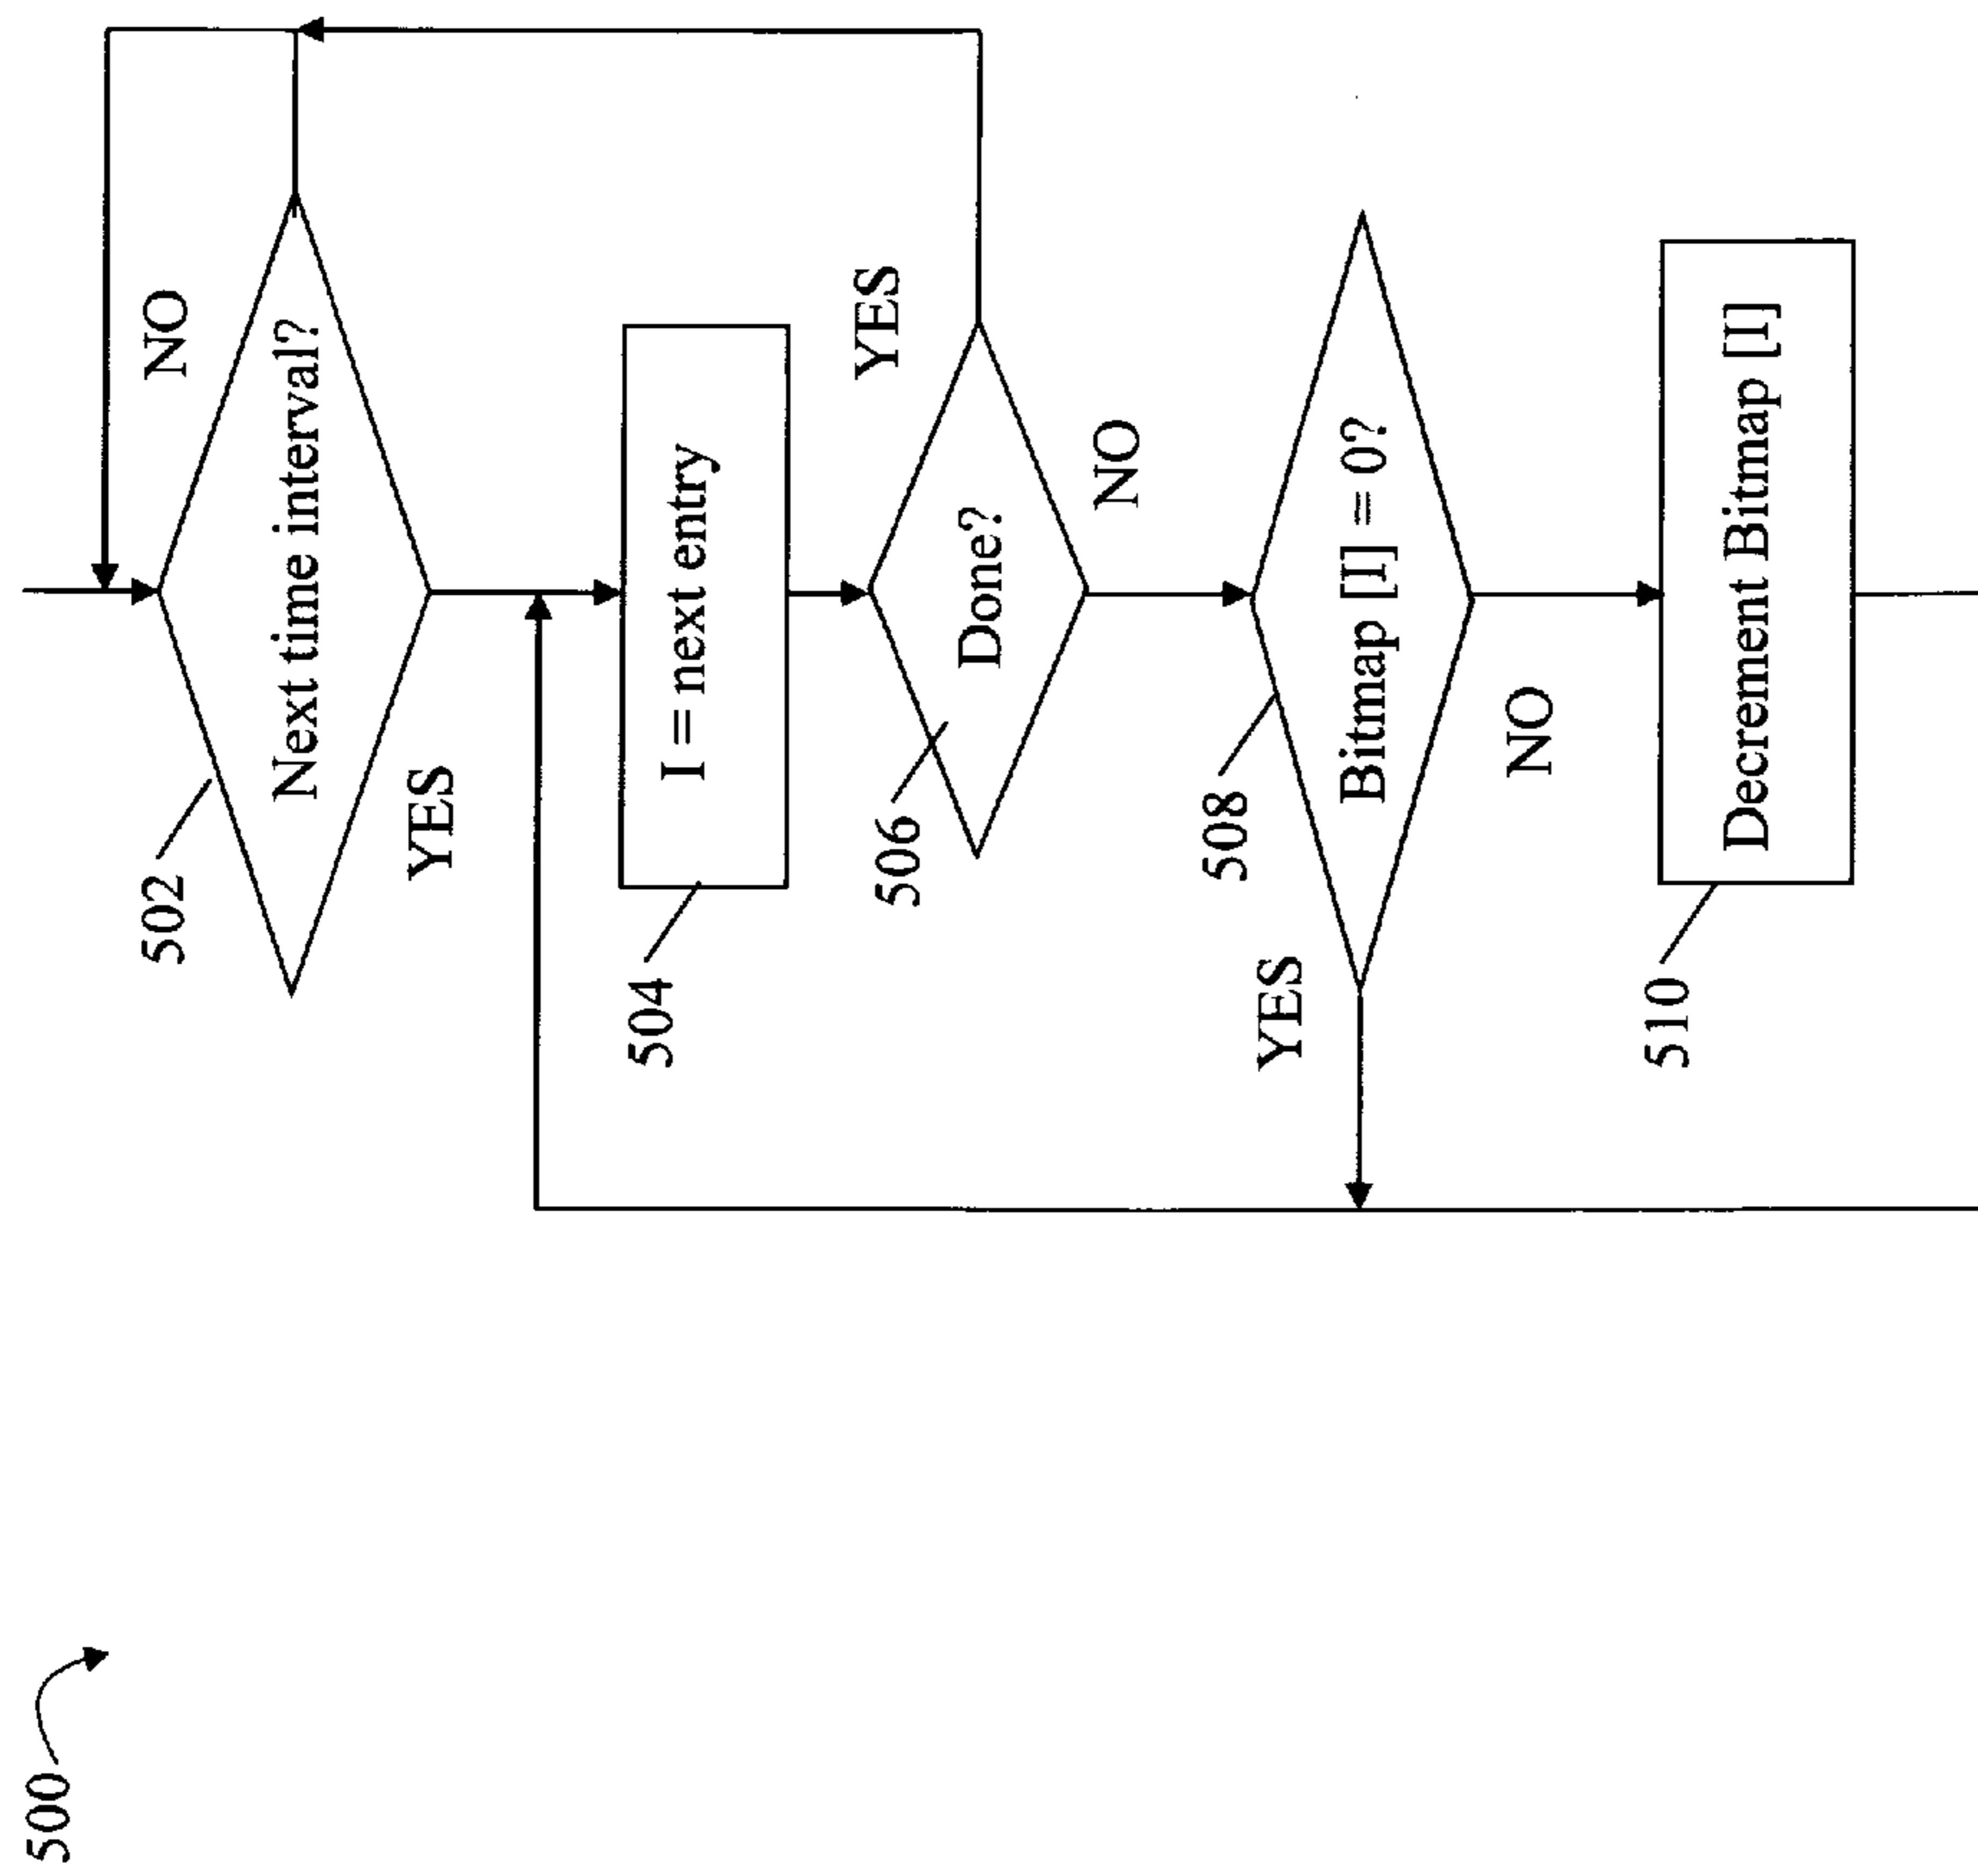 500
502
Next time interval?
NO
YES
504
I = next entry
506
Done?
YES
NO
508
Bitmap [I] = 0?
YES
NO
510
Decrement Bitmap [I]